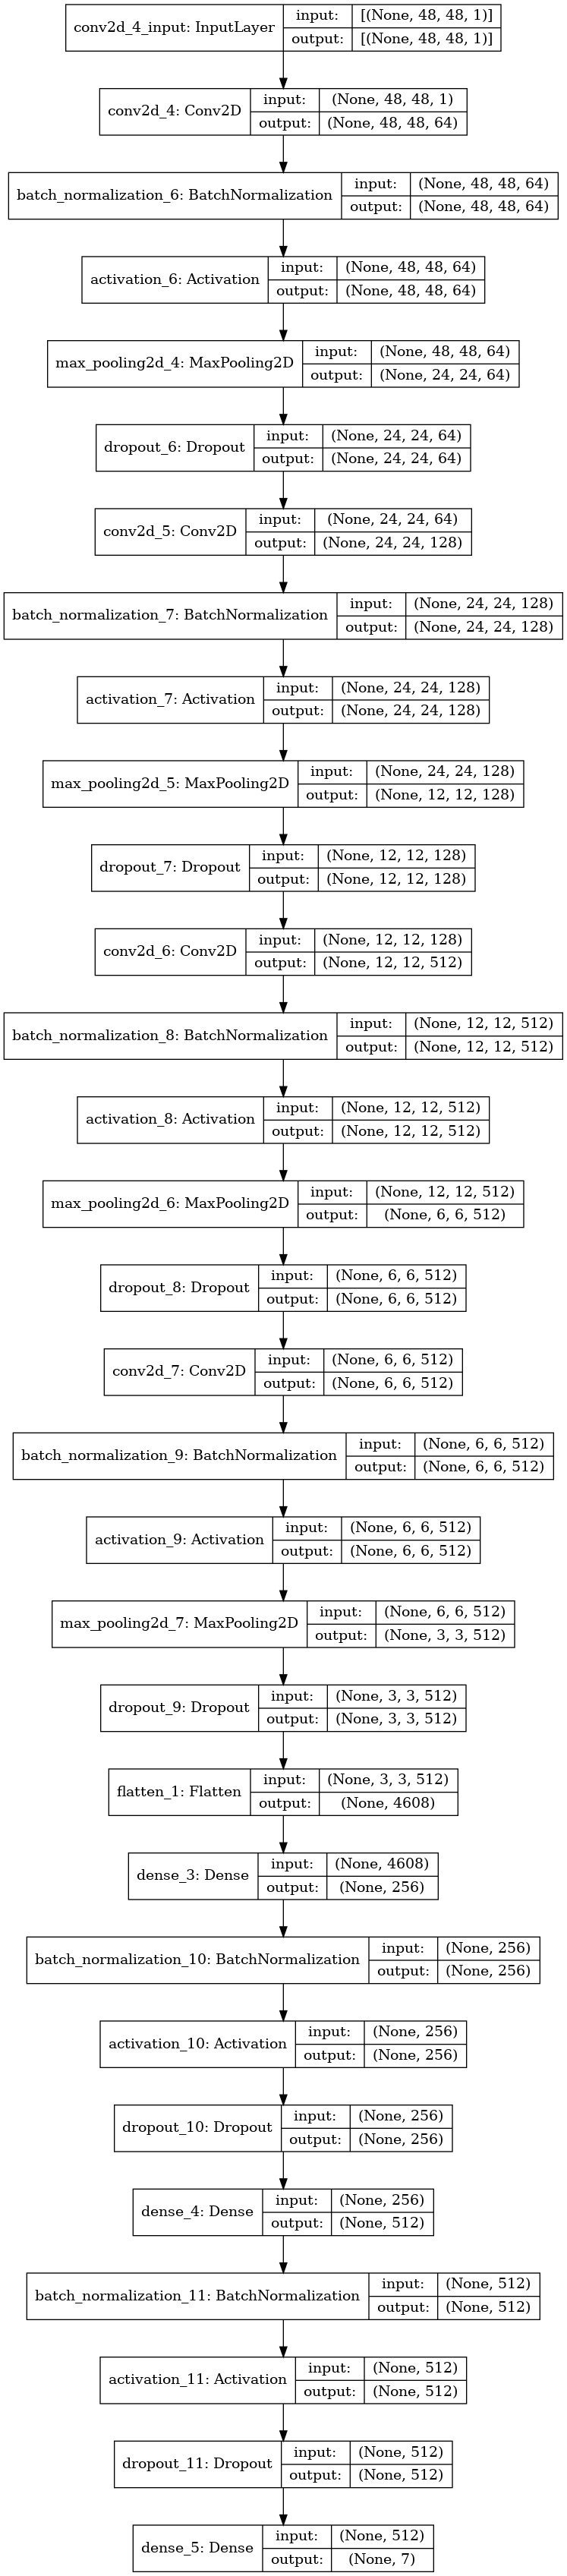 conv2d_4_input: InputLayer
input: [(None, 48, 48, 1)]
output: [(None, 48, 48, 1)]
conv2d_4: Conv2D
input: (None, 48, 48, 1)
output: (None, 48, 48, 64)
batch_normalization_6: BatchNormalization
input: (None, 48, 48, 64)
output: (None, 48, 48, 64)
activation_6: Activation
input: (None, 48, 48, 64)
output: (None, 48, 48, 64)
max_pooling2d_4: MaxPooling2D
input: (None, 48, 48, 64)
output: (None, 24, 24, 64)
dropout_6: Dropout
input: (None, 24, 24, 64)
output: (None, 24, 24, 64)
conv2d_5: Conv2D
input: (None, 24, 24, 64)
output: (None, 24, 24, 128)
batch_normalization_7: BatchNormalization
input: (None, 24, 24, 128)
output: (None, 24, 24, 128)
activation_7: Activation
input: (None, 24, 24, 128)
output: (None, 24, 24, 128)
max_pooling2d_5: MaxPooling2D
input: (None, 24, 24, 128)
output: (None, 12, 12, 128)
dropout_7: Dropout
input: (None, 12, 12, 128)
output: (None, 12, 12, 128)
conv2d_6: Conv2D
input: (None, 12, 12, 128)
output: (None, 12, 12, 512)
batch_normalization_8: BatchNormalization
input: (None, 12, 12, 512)
output: (None, 12, 12, 512)
activation_8: Activation
input: (None, 12, 12, 512)
output: (None, 12, 12, 512)
max_pooling2d_6: MaxPooling2D
input: (None, 12, 12, 512)
output: (None, 6, 6, 512)
dropout_8: Dropout
input: (None, 6, 6, 512)
output: (None, 6, 6, 512)
conv2d_7: Conv2D
input: (None, 6, 6, 512)
output: (None, 6, 6, 512)
batch_normalization_9: BatchNormalization
input: (None, 6, 6, 512)
output: (None, 6, 6, 512)
activation_9: Activation
input: (None, 6, 6, 512)
output: (None, 6, 6, 512)
max_pooling2d_7: MaxPooling2D
input: (None, 6, 6, 512)
output: (None, 3, 3, 512)
dropout_9: Dropout
input: (None, 3, 3, 512)
output: (None, 3, 3, 512)
flatten_1: Flatten
input: (None, 3, 3, 512)
output: (None, 4608)
dense_3: Dense
input: (None, 4608)
output: (None, 256)
batch_normalization_10: BatchNormalization
input: (None, 256)
output: (None, 256)
activation_10: Activation
input: (None, 256)
output: (None, 256)
dropout_10: Dropout
input: (None, 256)
output: (None, 256)
dense_4: Dense
input: (None, 256)
output: (None, 512)
batch_normalization_11: BatchNormalization
input: (None, 512)
output: (None, 512)
activation_11: Activation
input: (None, 512)
output: (None, 512)
dropout_11: Dropout
input: (None, 512)
output: (None, 512)
dense_5: Dense
input: (None, 512)
output: (None, 7)